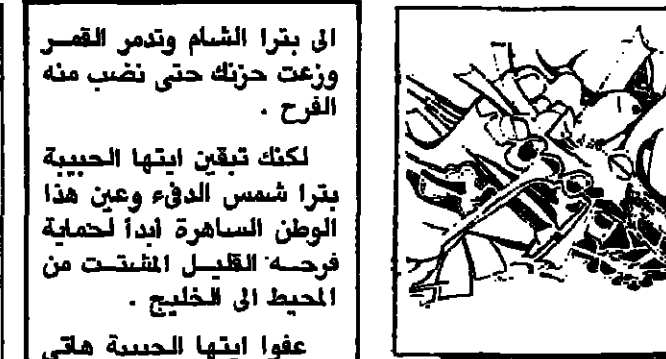 الى بترا الشام وتدمر القمر
وزعت حزنك حتى نضب منه
الفرح .
لكنك تبقين ايتها الحبيبة
بترا شمس الدفء وعين هذا
الوطن الساهرة أبداً لحماية
فرحه القليل المشتت من
المحيط الى الخليج .
عفوا ايتها الحبيبة هاتي